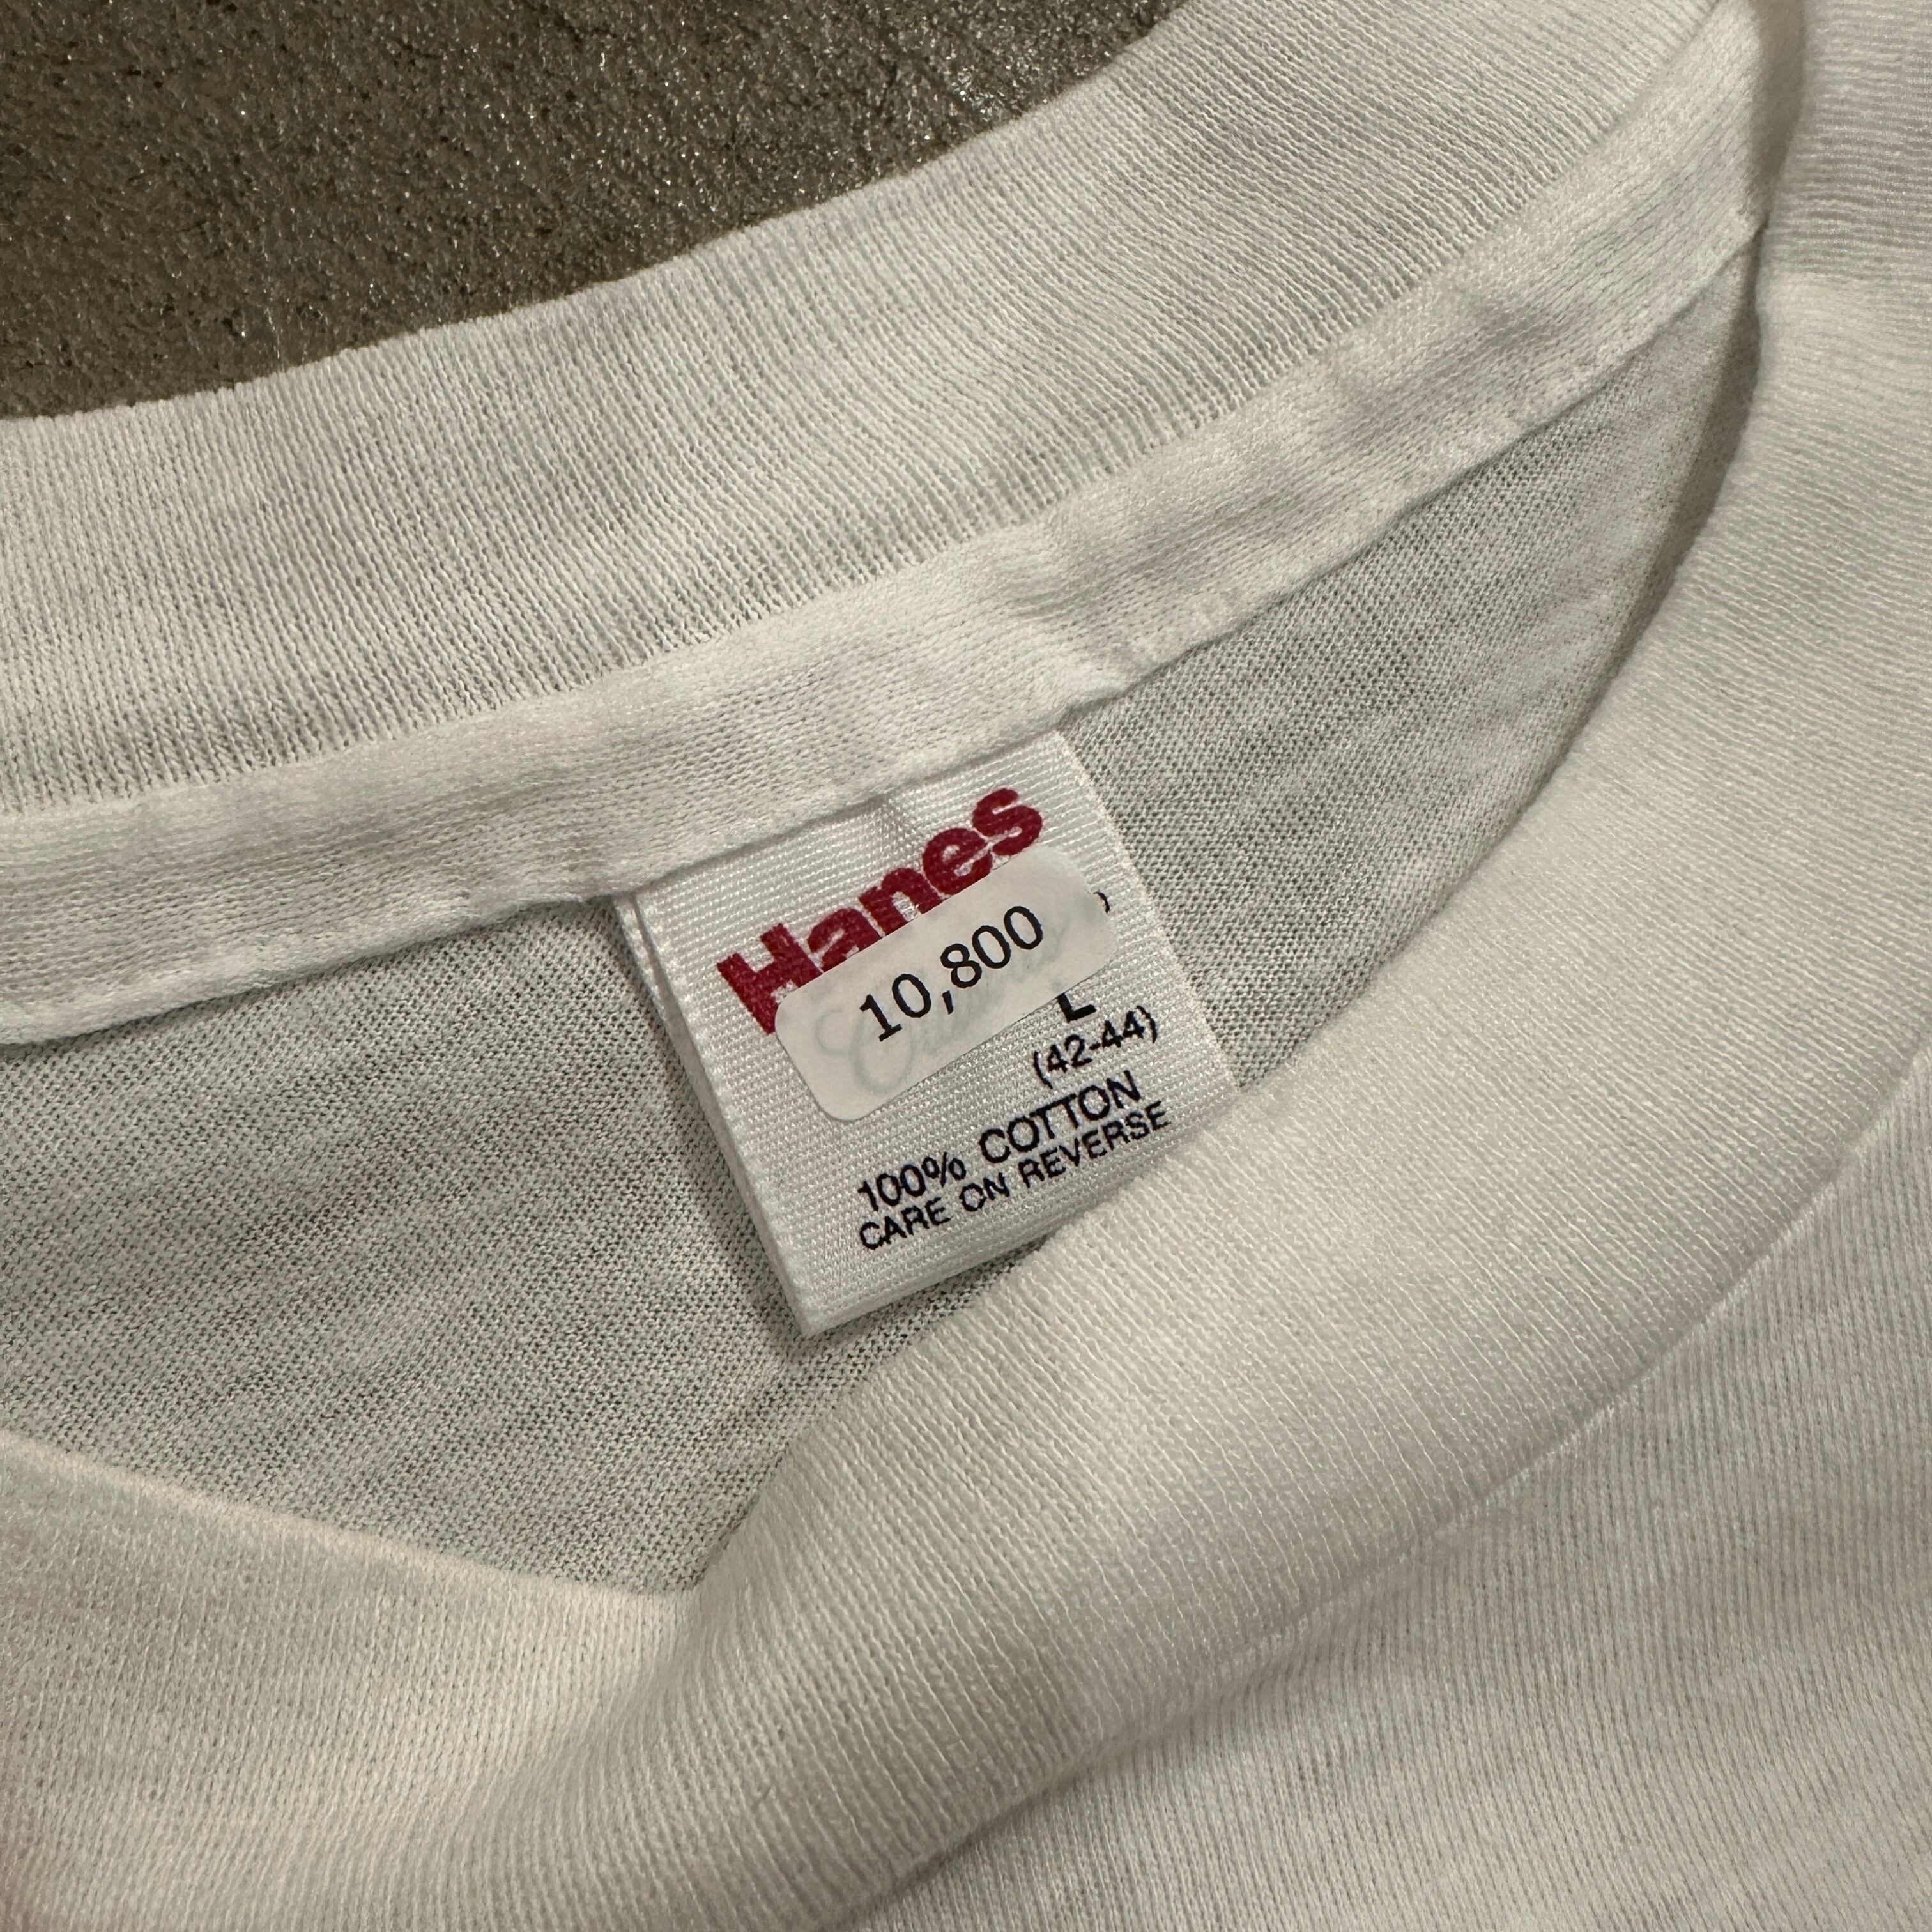 Hanes
10,800
L
(42-44)
100% COTTON
CARE ON REVERSE